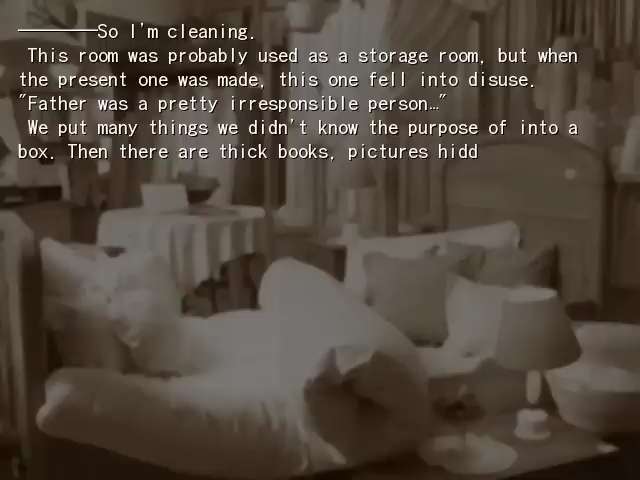 ————————So I'm cleaning.
This room was probably used as a storage room, but when
the present one was made, this one fell into disuse.
"Father was a pretty irresponsible person…"
We put many things we didn't know the purpose of into a
box. Then there are thick books, pictures hidd